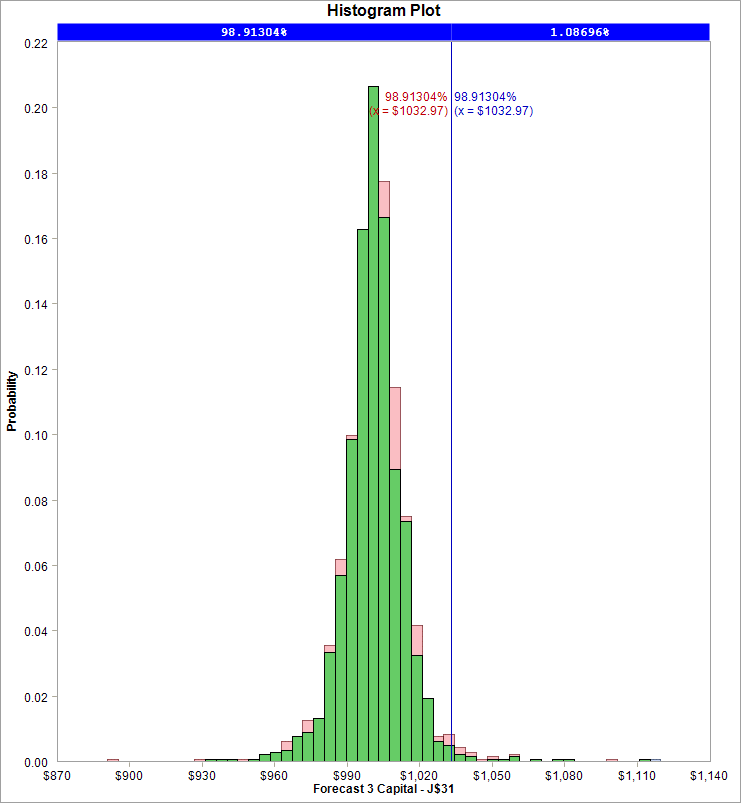 Histogram Plot
98.91304% 1.08696%
0.22
98.91304% 98.91304%
(x = $1032.97) (x = $1032.97)
0.20
0.18
0.16
0.14
0.12
Probability
0.10
0.08
0.06
0.04
0.02
0.00
$870 $900 $930 $960 $990 $1,020 $1,050 $1,080 $1,110 $1,140
Forecast 3 Capital - J$31